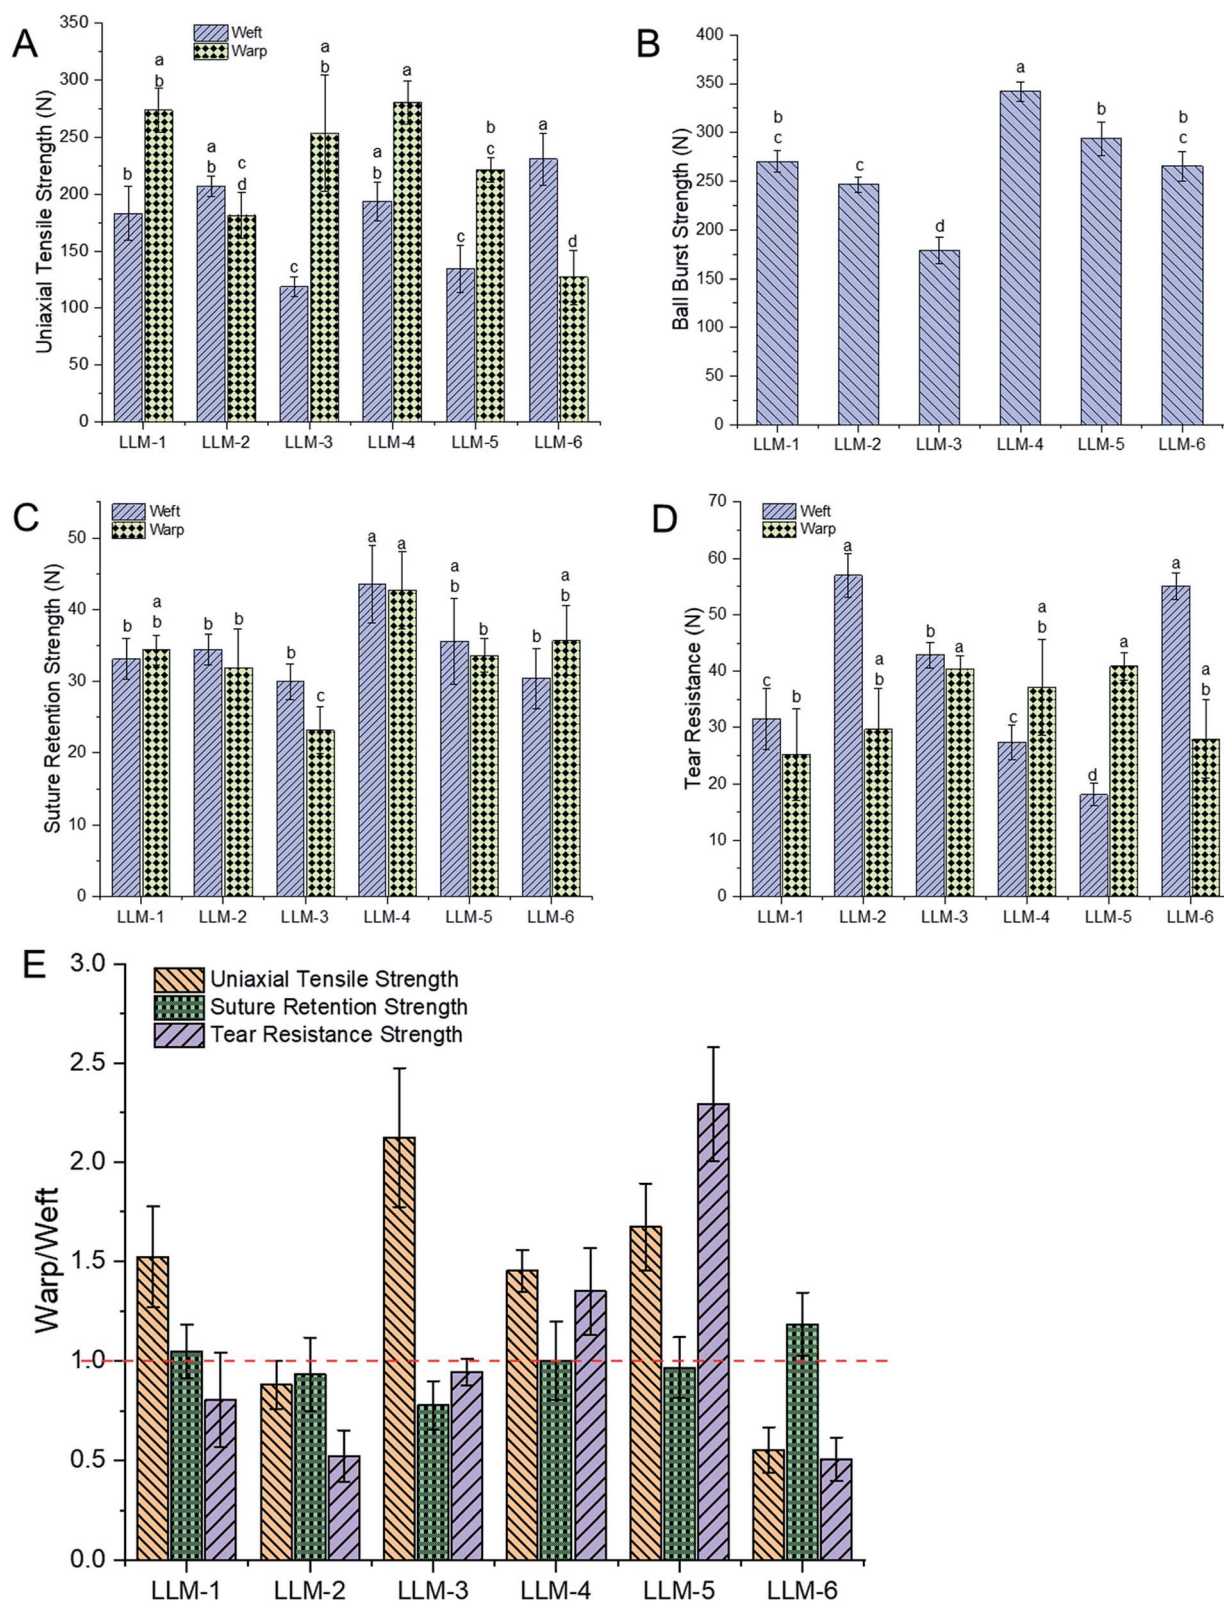 A
Uniaxial Tensile Strength (N)
350
300
250
200
150
100
50
0
Weft
Warp
b
a
b
a
b
c
d
c
a
b
a
b
a
c
b
c
a
d
LLM-1 LLM-2 LLM-3 LLM-4 LLM-5 LLM-6
B
Ball Burst Strength (N)
400
350
300
250
200
150
100
50
0
b
c
c
d
a
b
b
c
LLM-1 LLM-2 LLM-3 LLM-4 LLM-5 LLM-6
C
Suture Retention Strength (N)
50
40
30
20
10
0
Weft
Warp
b
a
b
b
b
b
c
a
a
a
b
b
b
a
b
LLM-1 LLM-2 LLM-3 LLM-4 LLM-5 LLM-6
D
Tear Resistance (N)
70
60
50
40
30
20
10
0
Weft
Warp
c
b
a
a
b
b
a
c
a
b
d
a
a
a
b
LLM-1 LLM-2 LLM-3 LLM-4 LLM-5 LLM-6
E
Warp/Weft
3.0
2.5
2.0
1.5
1.0
0.5
0.0
Uniaxial Tensile Strength
Suture Retention Strength
Tear Resistance Strength
LLM-1 LLM-2 LLM-3 LLM-4 LLM-5 LLM-6